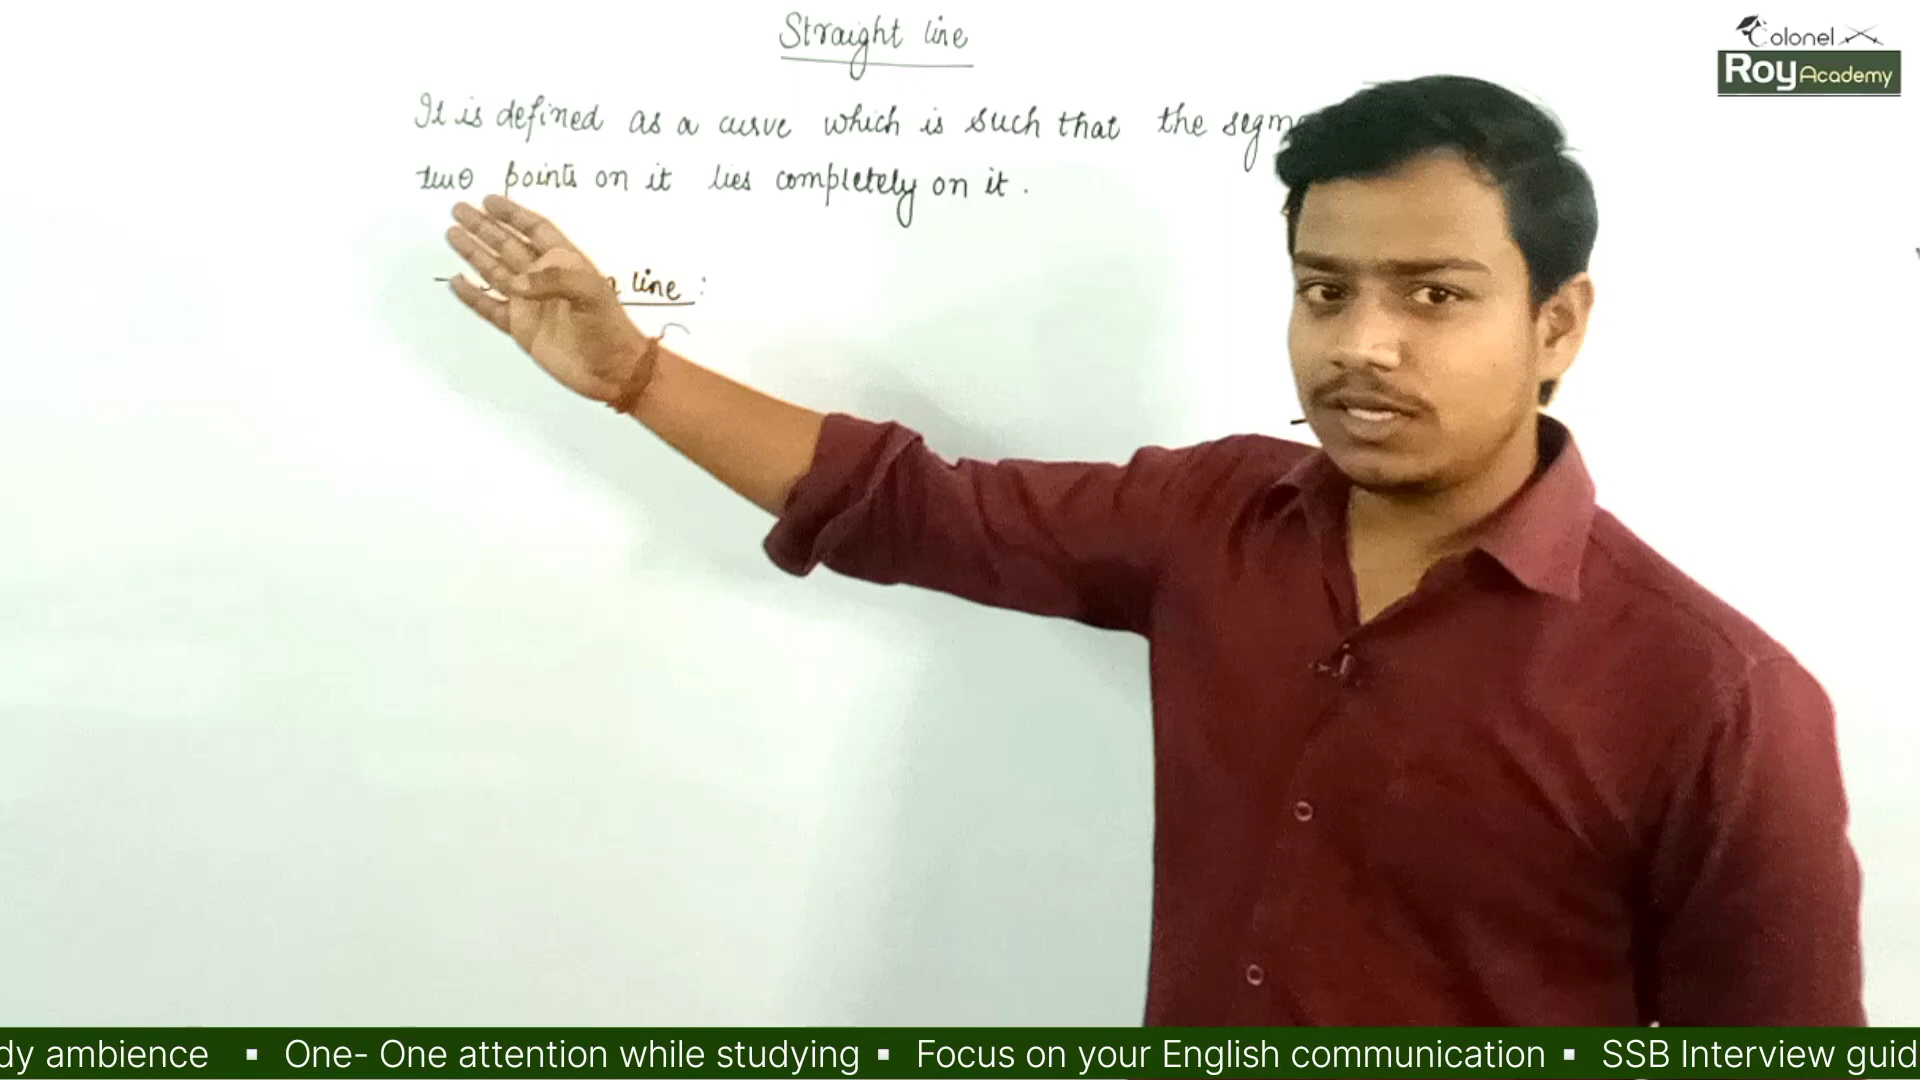 Straight line
It is defined as a curve which is such that the segm
two points on it lies completely on it.
line :
Colonel
Roy Academy
dy ambience ▪ One- One attention while studying ▪ Focus on your English communication ▪ SSB Interview guid